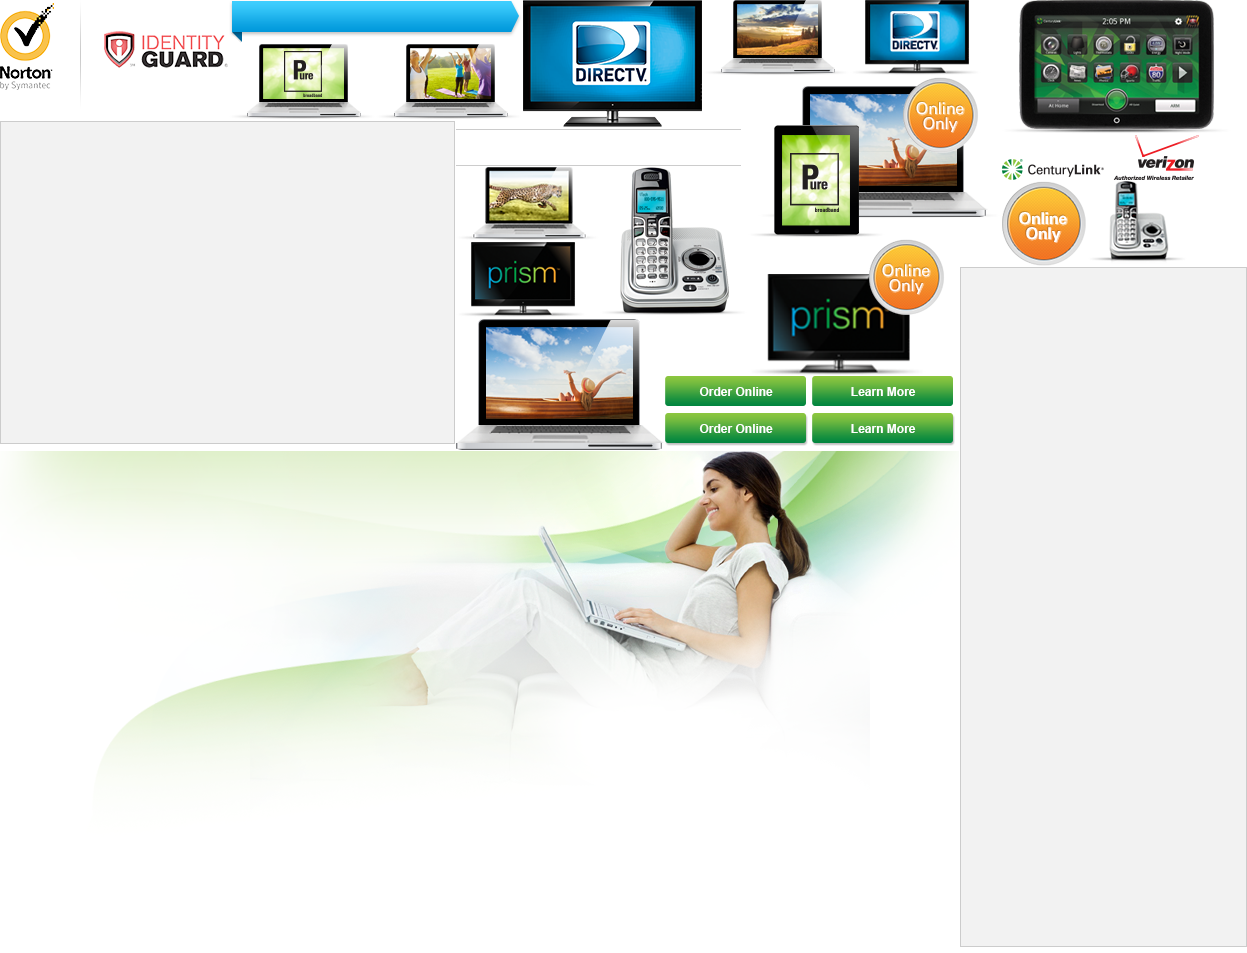 Norton
by Symantec
IDENTITY
GUARD
Pure
broadband
DIRECTV
DIRECTV
Online
Only
Pure
broadband
2:05 PM
CenturyLink
verizon
Authorized Wireless Retailer
Online
Only
prism
Online
Only
prism
Order Online
Learn More
Order Online
Learn More